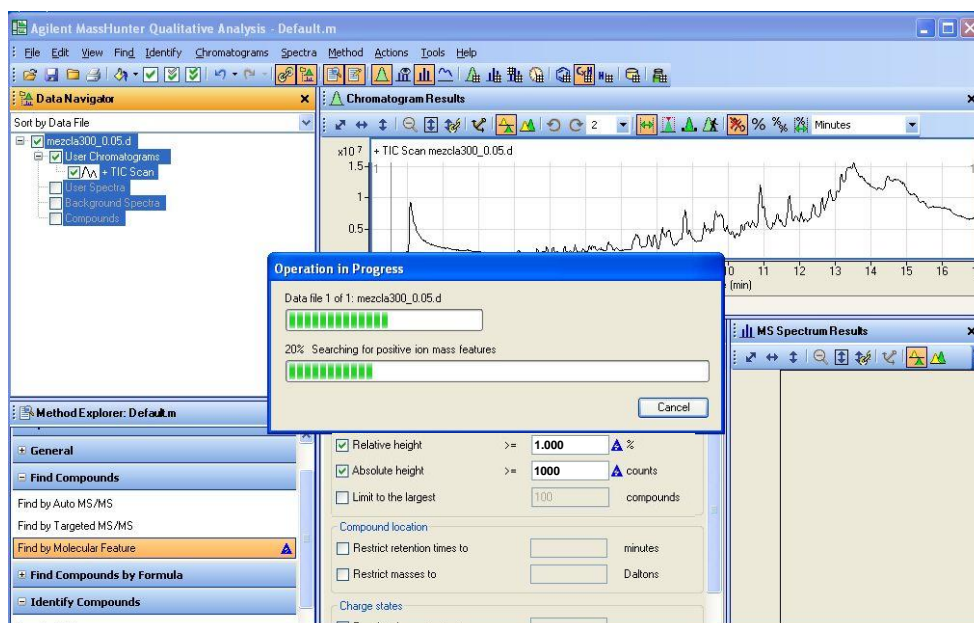 Agilent MassHunter Qualitative Analysis - Default.m
File Edit View Find Identify Chromatograms Spectra Method Actions Tools Help
Data Navigator
Sort by Data File
mezcla300_0.05.d
User Chromatograms
+ TIC Scan
User Spectra
Background Spectra
Compounds
Chromatogram Results
2 % Minutes
x10 7 + TIC Scan mezcla300_0.05.d
1.5
1
1
0.5
10 11 12 13 14 15 16
(min)
Operation in Progress
Data file 1 of 1: mezcla300_0.05.d
20% Searching for positive ion mass features
Cancel
MS Spectrum Results
Method Explorer: Default.m
General
Find Compounds
Find by Auto MS/MS
Find by Targeted MS/MS
Find by Molecular Feature
Find Compounds by Formula
Identify Compounds
Relative height >= 1.000 %
Absolute height >= 1000 counts
Limit to the largest 100 compounds
Compound location
Restrict retention times to minutes
Restrict masses to Daltons
Charge states